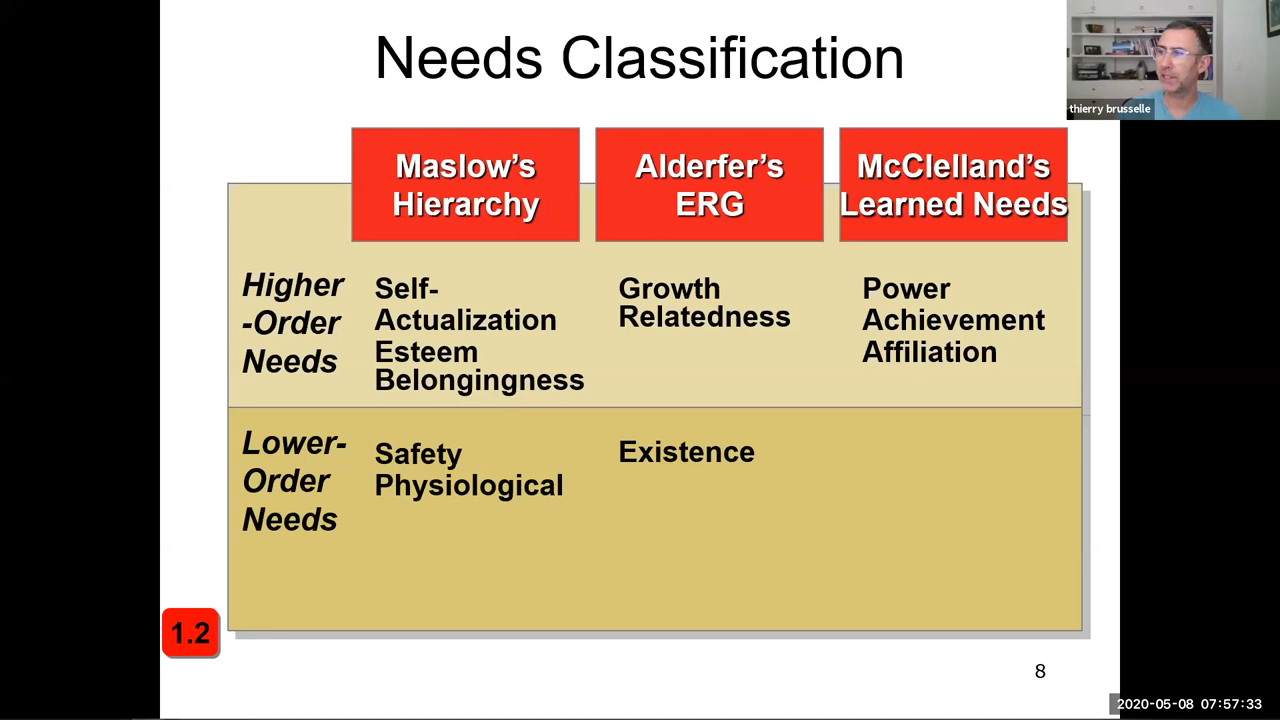 Needs Classification
thierry brusselle
Maslow's
Hierarchy
Alderfer's
ERG
McClelland's
Learned Needs
Higher
-Order
Needs
Self-
Actualization
Esteem
Belongingness
Growth
Relatedness
Power
Achievement
Affiliation
Lower-
Order
Needs
Safety
Physiological
Existence
1.2
8
2020-05-08 07:57:33